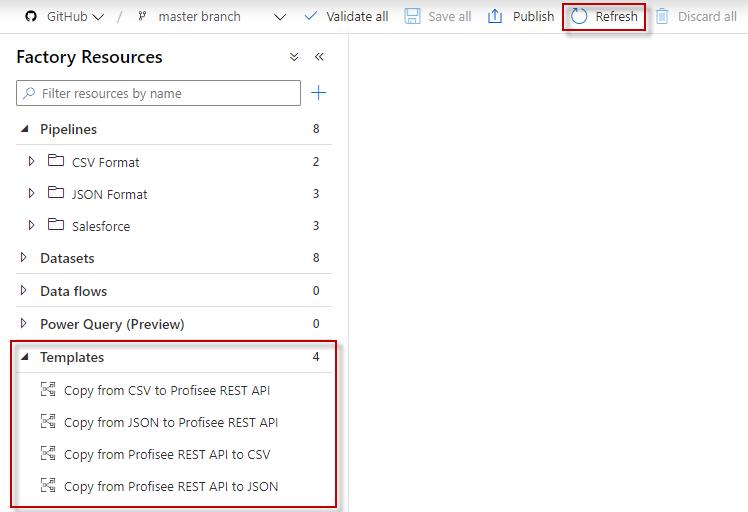 GitHub / master branch Validate all Save all Publish Refresh Discard all
Factory Resources
Filter resources by name
Pipelines 8
CSV Format 2
JSON Format 3
Salesforce 3
Datasets 8
Data flows 0
Power Query (Preview) 0
Templates 4
Copy from CSV to Profisee REST API
Copy from JSON to Profisee REST API
Copy from Profisee REST API to CSV
Copy from Profisee REST API to JSON